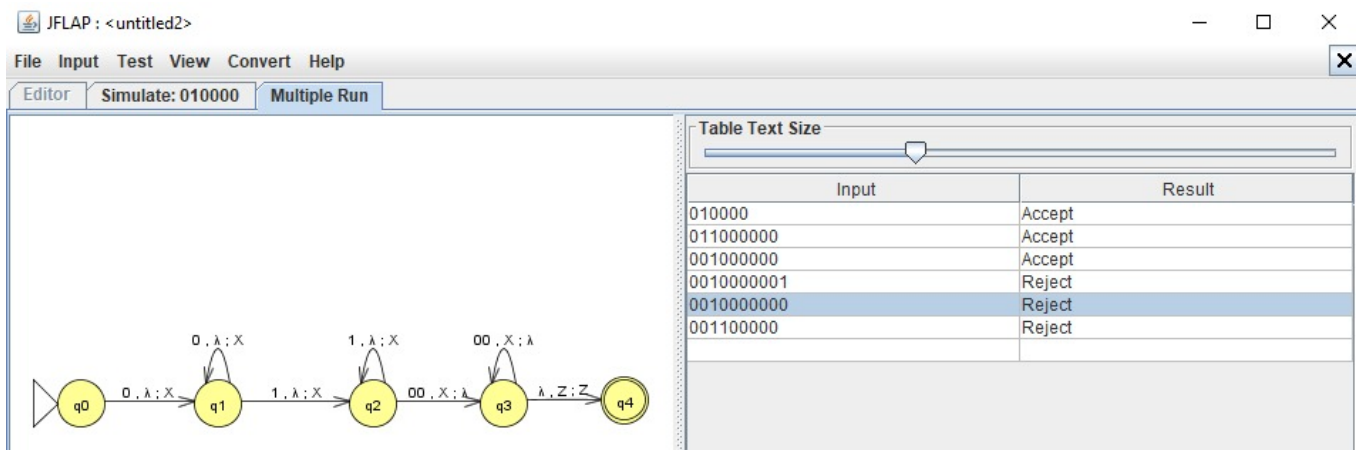 JFLAP : <untitled2>
File Input Test View Convert Help
Editor Simulate: 010000 Multiple Run
Table Text Size
Input Result
010000 Accept
011000000 Accept
001000000 Accept
0010000001 Reject
0010000000 Reject
001100000 Reject
0 , λ ; X 1 , λ ; X 00 , X ; λ
0 , λ ; X 1 , λ ; X 00 , X ; λ λ , Z ; Z
q0 q1 q2 q3 q4